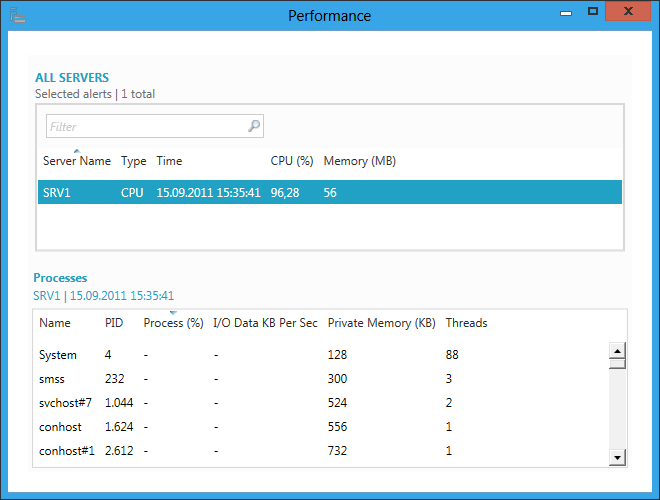 Performance
ALL SERVERS
Selected alerts | 1 total
Filter
Server Name Type Time CPU (%) Memory (MB)
SRV1 CPU 15.09.2011 15:35:41 96,28 56
Processes
SRV1 | 15.09.2011 15:35:41
Name PID Process (%) I/O Data KB Per Sec Private Memory (KB) Threads
System 4 - - 128 88
smss 232 - - 300 3
svchost#7 1.044 - - 524 2
conhost 1.624 - - 556 1
conhost#1 2.612 - - 732 1